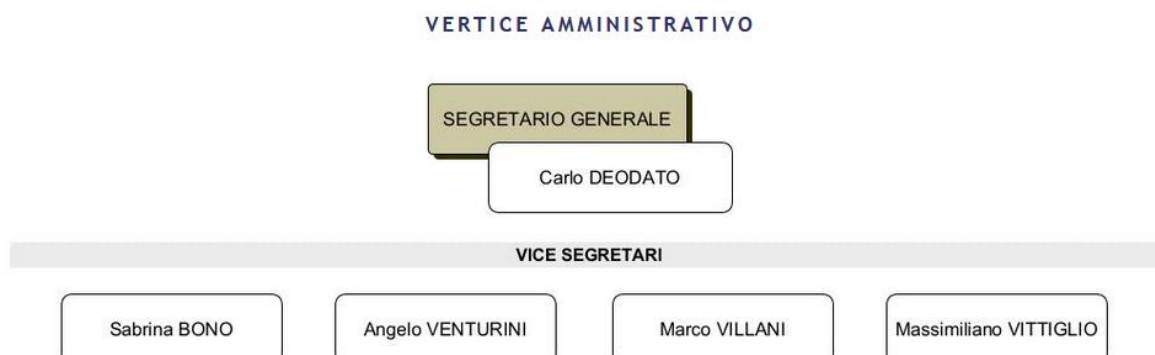 VERTICE AMMINISTRATIVO
SEGRETARIO GENERALE
Carlo DEODATO
VICE SEGRETARI
Sabrina BONO
Angelo VENTURINI
Marco VILLANI
Massimiliano VITTIGLIO